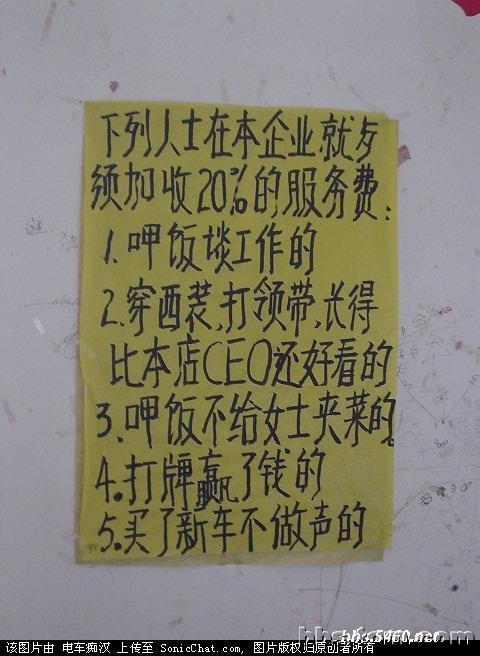 下列人士在本企业就歺
须加收20%的服务费:
1.呷饭埮工作的
2.穿西装,打领带,长得
比本店CEO还好看的
3、呷饭不给女士夹菜的。
4.打牌赢了钱的
5.买了新车不做声的
bbs.5460.net
该图片由 电车痴汉 上传至 SonicChat.com, 图片版权归原创者所有